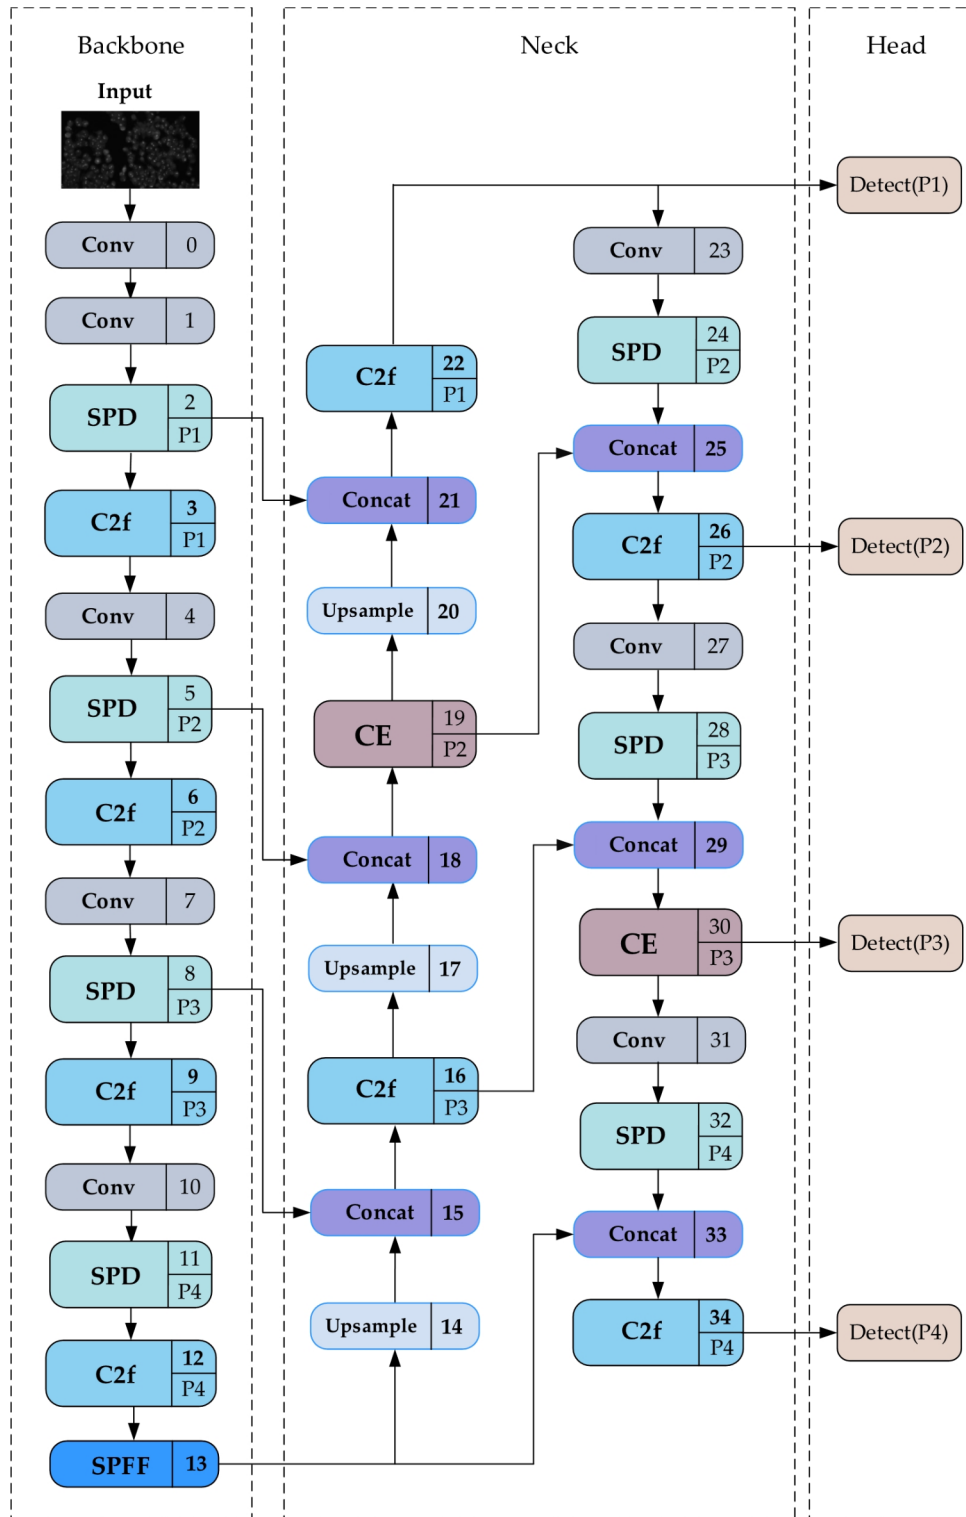 Backbone
Input
Conv 0
Conv 1
SPD 2 P1
C2f 3 P1
Conv 4
SPD 5 P2
C2f 6 P2
Conv 7
SPD 8 P3
C2f 9 P3
Conv 10
SPD 11 P4
C2f 12 P4
SPFF 13
Neck
C2f 22 P1
Concat 21
Upsample 20
CE 19 P2
Concat 18
Upsample 17
C2f 16 P3
Concat 15
Upsample 14
Conv 23
SPD 24 P2
Concat 25
C2f 26 P2
Conv 27
SPD 28 P3
Concat 29
CE 30 P3
Conv 31
SPD 32 P4
Concat 33
C2f 34 P4
Head
Detect(P1)
Detect(P2)
Detect(P3)
Detect(P4)